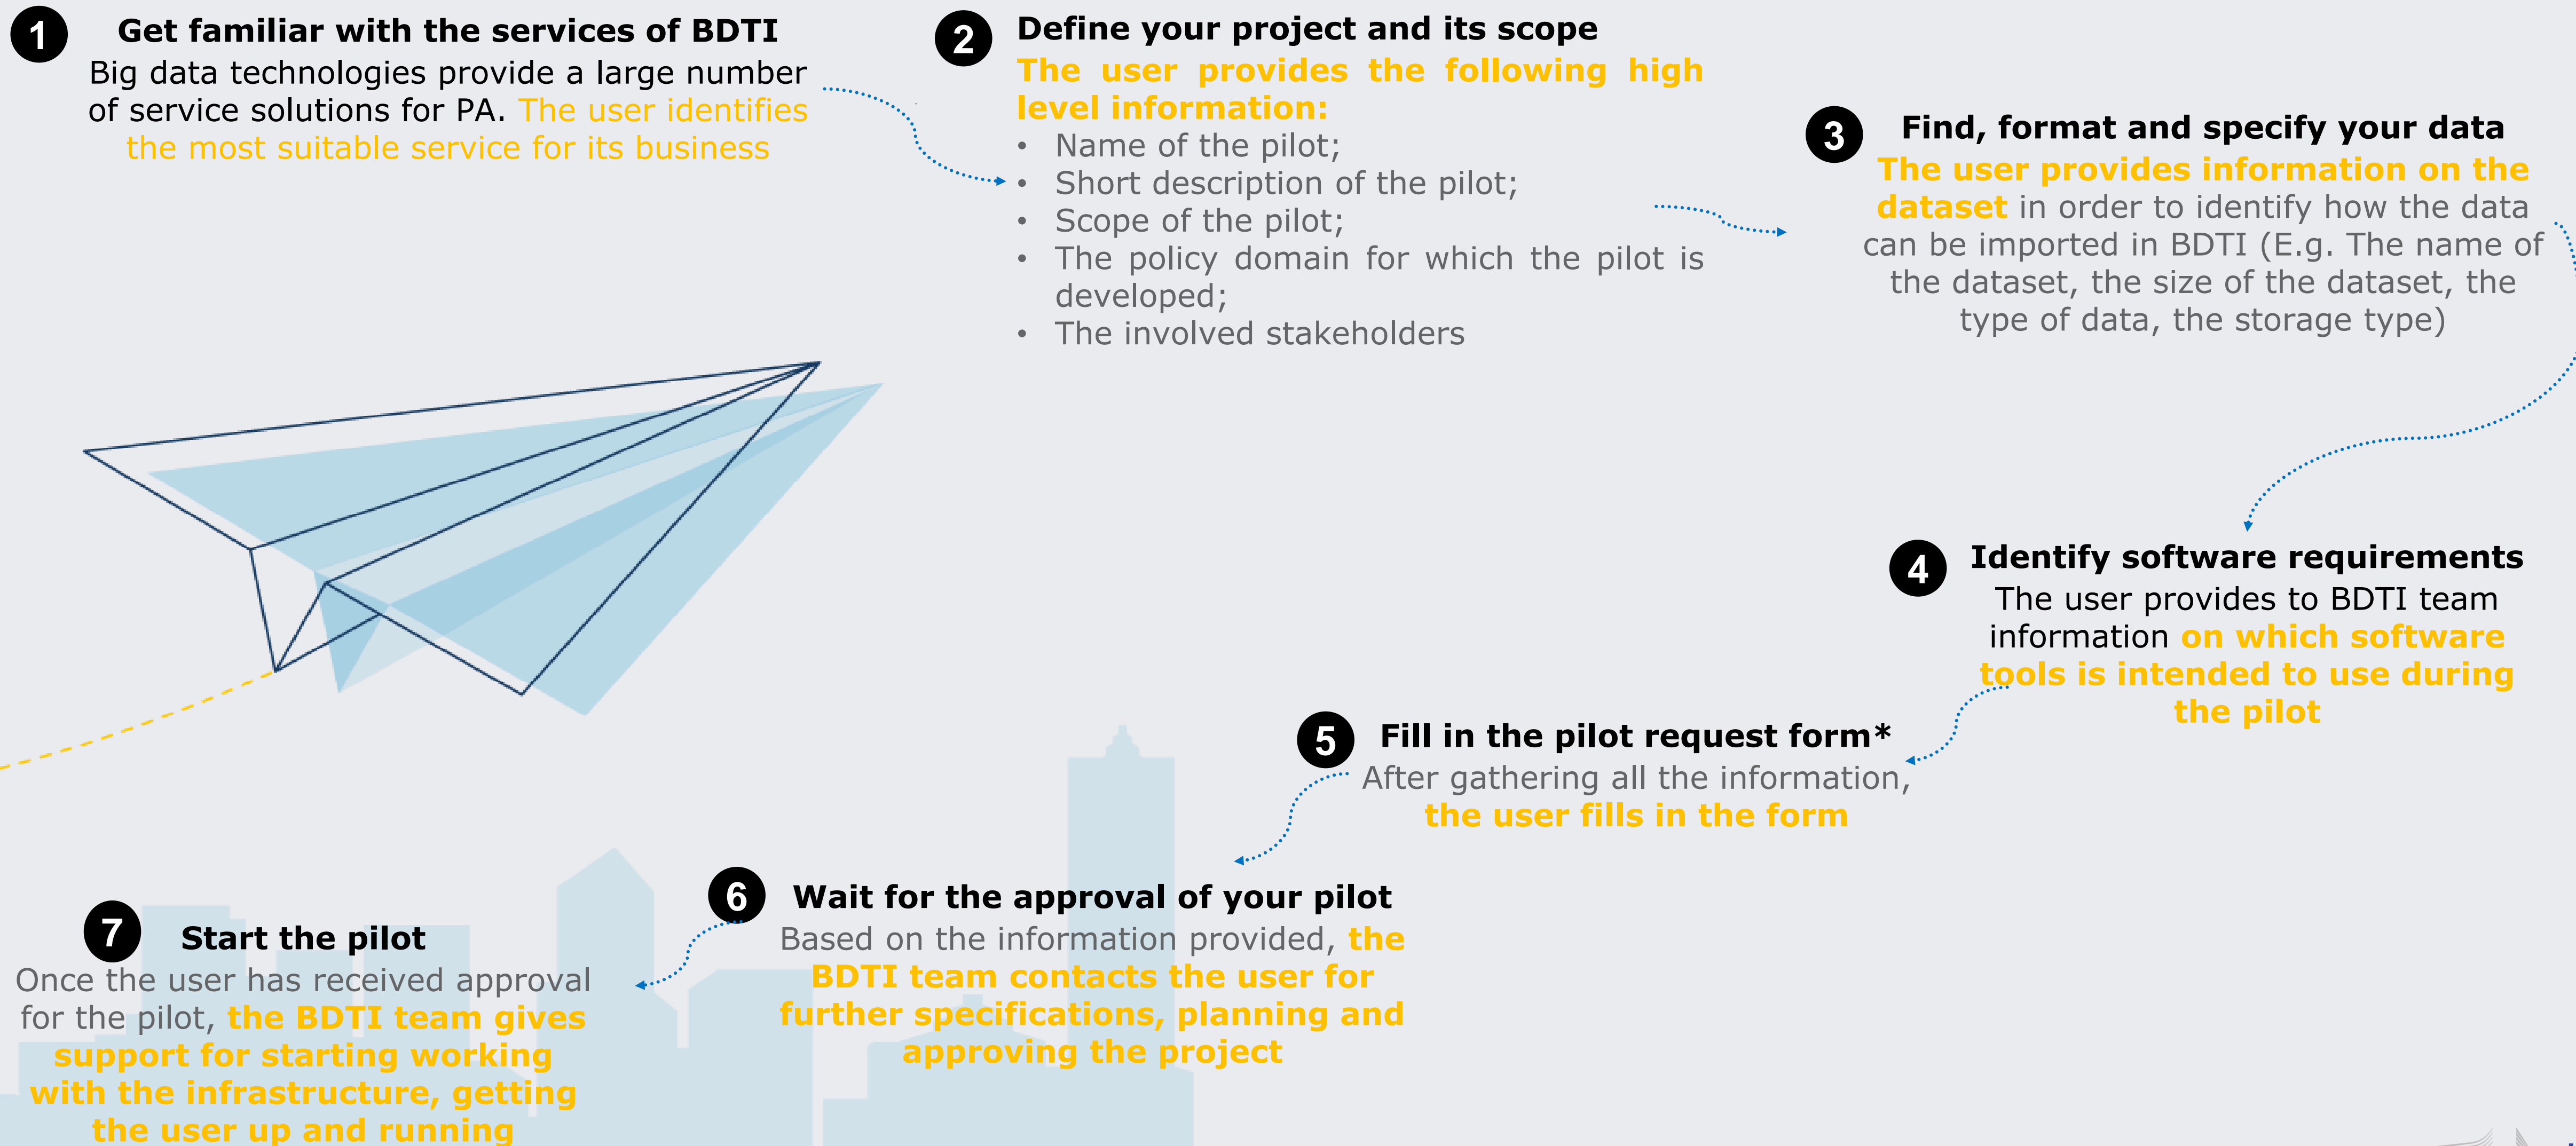 1
Get familiar with the services of BDTI
Big data technologies provide a large number
of service solutions for PA. The user identifies
the most suitable service for its business
2
Define your project and its scope
The user provides the following high
level information:
• Name of the pilot;
• Short description of the pilot;
• Scope of the pilot;
• The policy domain for which the pilot is
developed;
• The involved stakeholders
3
Find, format and specify your data
The user provides information on the
dataset in order to identify how the data
can be imported in BDTI (E.g. The name of
the dataset, the size of the dataset, the
type of data, the storage type)
4
Identify software requirements
The user provides to BDTI team
information on which software
tools is intended to use during
the pilot
5
Fill in the pilot request form*
After gathering all the information,
the user fills in the form
6
Wait for the approval of your pilot
Based on the information provided, the
BDTI team contacts the user for
further specifications, planning and
approving the project
7
Start the pilot
Once the user has received approval
for the pilot, the BDTI team gives
support for starting working
with the infrastructure, getting
the user up and running